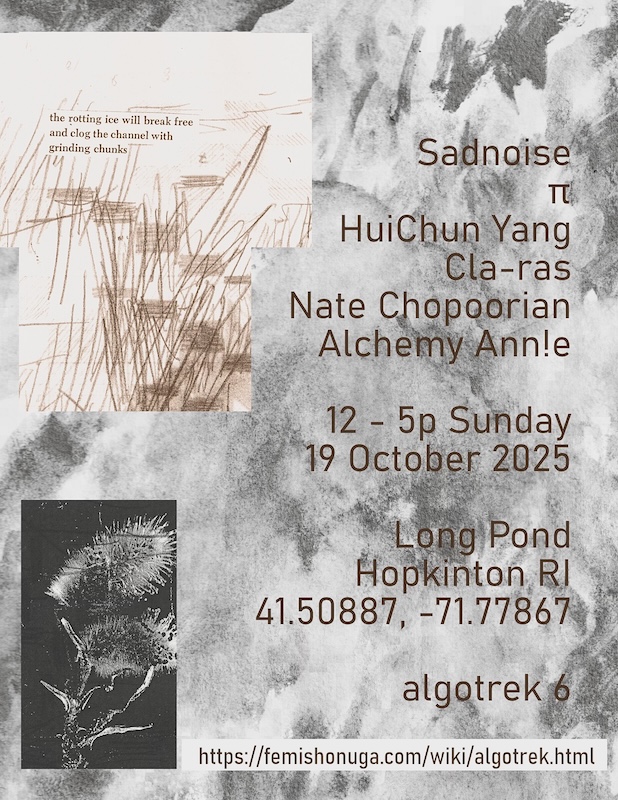 the rotting ice will break free
and clog the channel with
grinding chunks
Sadnoise
π
HuiChun Yang
Cla-ras
Nate Chopoorian
Alchemy Ann!e
12 - 5p Sunday
19 October 2025
Long Pond
Hopkinton RI
41.50887, -71.77867
algotrek 6
https://femishonuga.com/wiki/algotrek.html